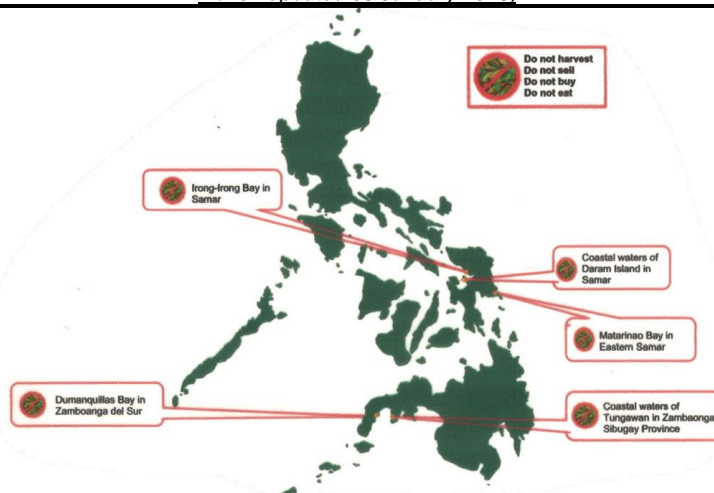 Do not harvest
Do not sell
Do not buy
Do not eat
Irong-Irong Bay in
Samar
Coastal waters of
Daram Island in
Samar
Matarinao Bay in
Eastern Samar
Dumanquillas Bay in
Zamboanga del Sur
Coastal waters of
Tungawan in Zambaonga
Sibugay Province